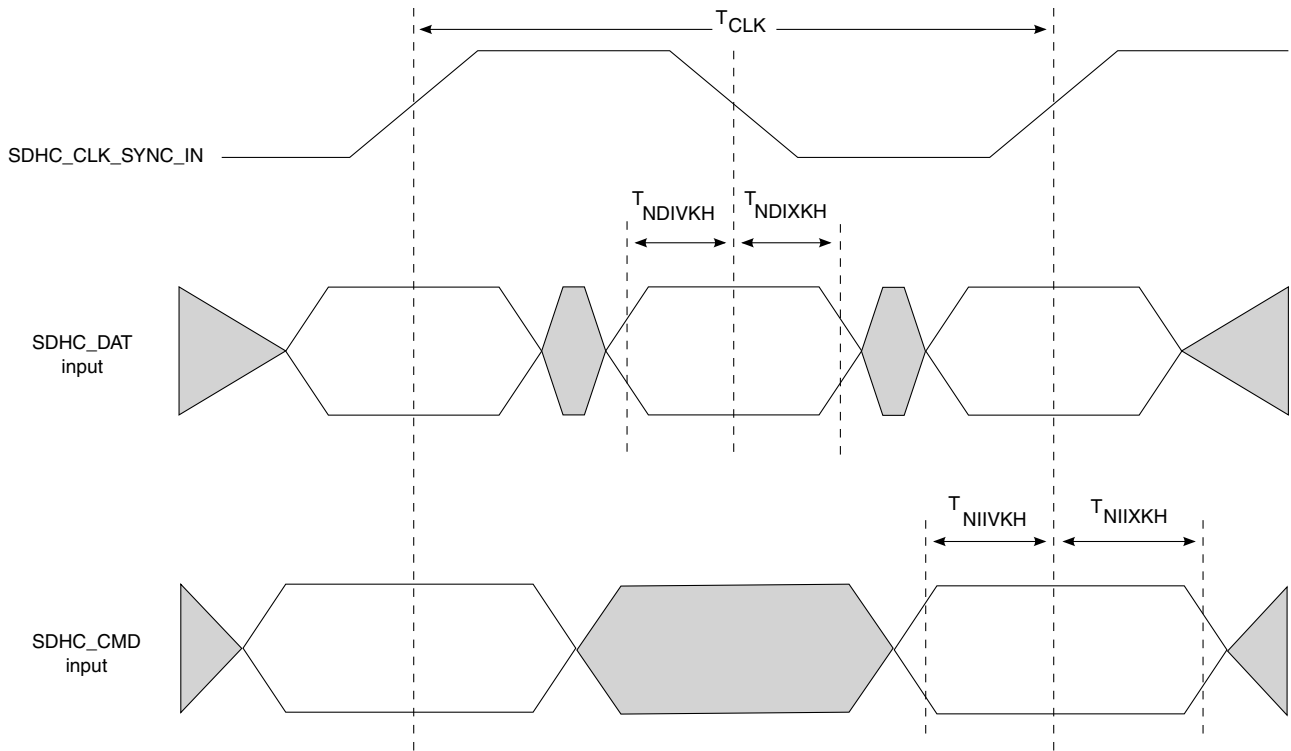 TCLK
SDHC_CLK_SYNC_IN
TNDIVKH
TNDIXKH
SDHC_DAT
input
TNIIVKH
TNIIXKH
SDHC_CMD
input